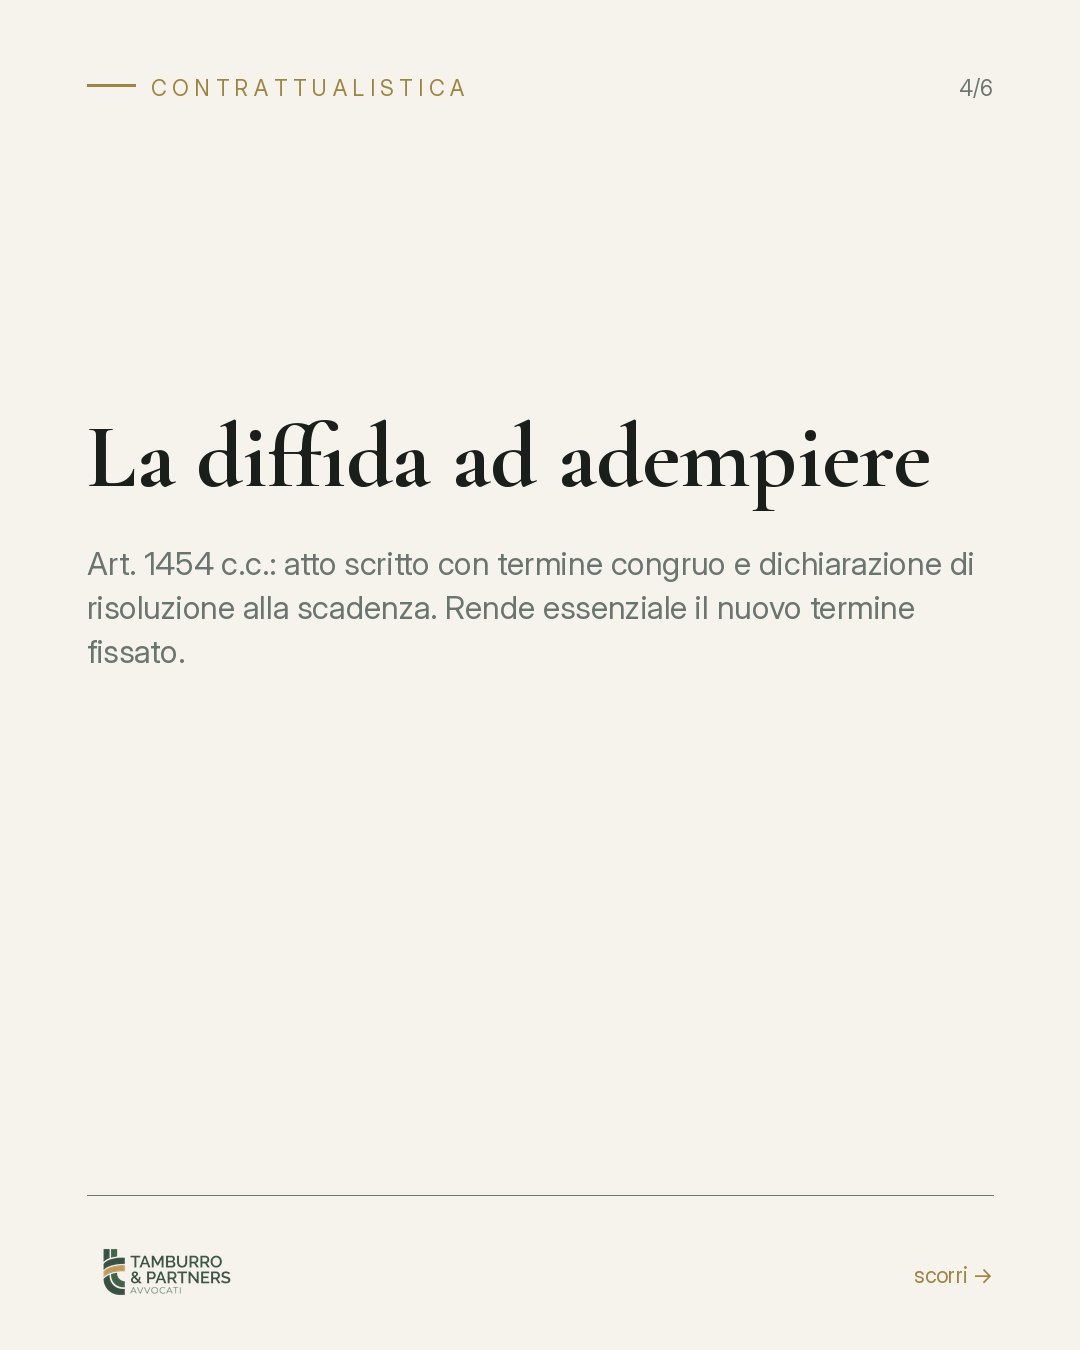 CONTRATTUALISTICA
4/6
La diffida ad adempiere
Art. 1454 c.c.: atto scritto con termine congruo e dichiarazione di
risoluzione alla scadenza. Rende essenziale il nuovo termine
fissato.
TAMBURRO
& PARTNERS
AVVOCATI
scorri →